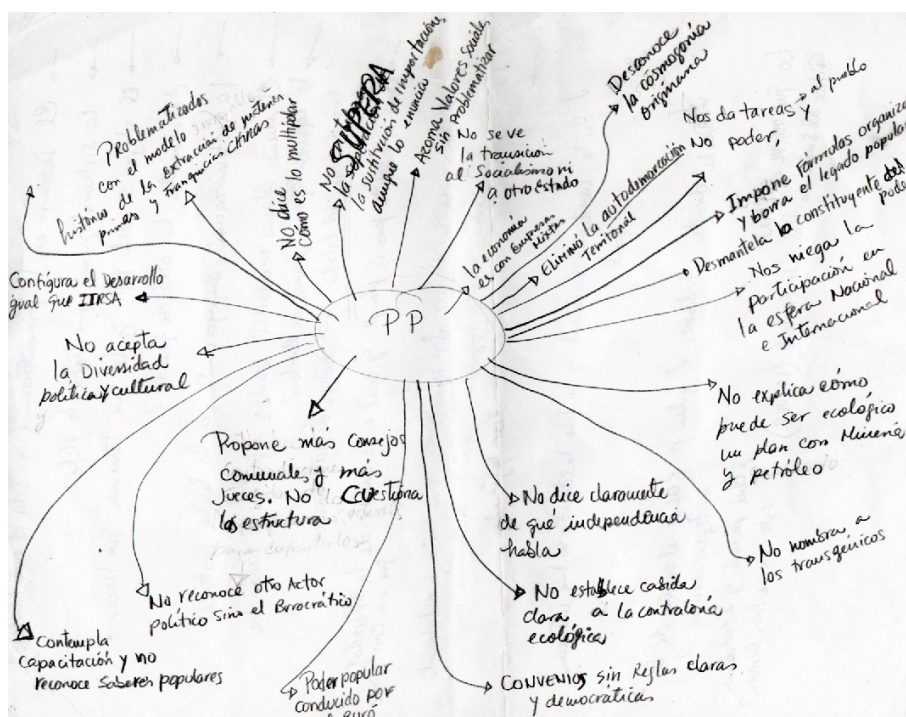 PP
Problematizados
con el modelo
histórico de la extracción de materias
primas y Franquicias CHINAS
No dice
como es lo multipolar
SUPERA
la sustitución de importaciones,
aunque lo enuncia
Acoma Valores sociales
sin Problematizar
No se ve
la transición
al Socialismo ni
a otro estado
la economía
es con Empresas
Mixtas
Desconoce
la cosmogonía
originaria
Eliminó la autodemarcación
Territorial
Nos da tareas y
No poder,
al pueblo
Impone Fórmulas
y borra el legado popular
Desmantela lo constituyente del
Nos niega la
participación en
la esfera Nacional
e Internacional
Configura el Desarrollo
igual que IIRSA
No acepta
la Diversidad
política y cultural
Propone más consejos
Comunales y más
Jueces. No Cuestiona
la estructura
No reconoce otro Actor
político sino el Burocrático
Contempla
capacitación y no
reconoce Saberes populares
Poder popular
conducido por
CONVENIOS sin Reglas claras
y democráticas
No establece cabida
clara a la contraloría
ecológica
No dice claramente
de qué independencia
habla
No explica cómo
puede ser ecológico
un plan con Minería
y petróleo
No nombra a
los transgénicos